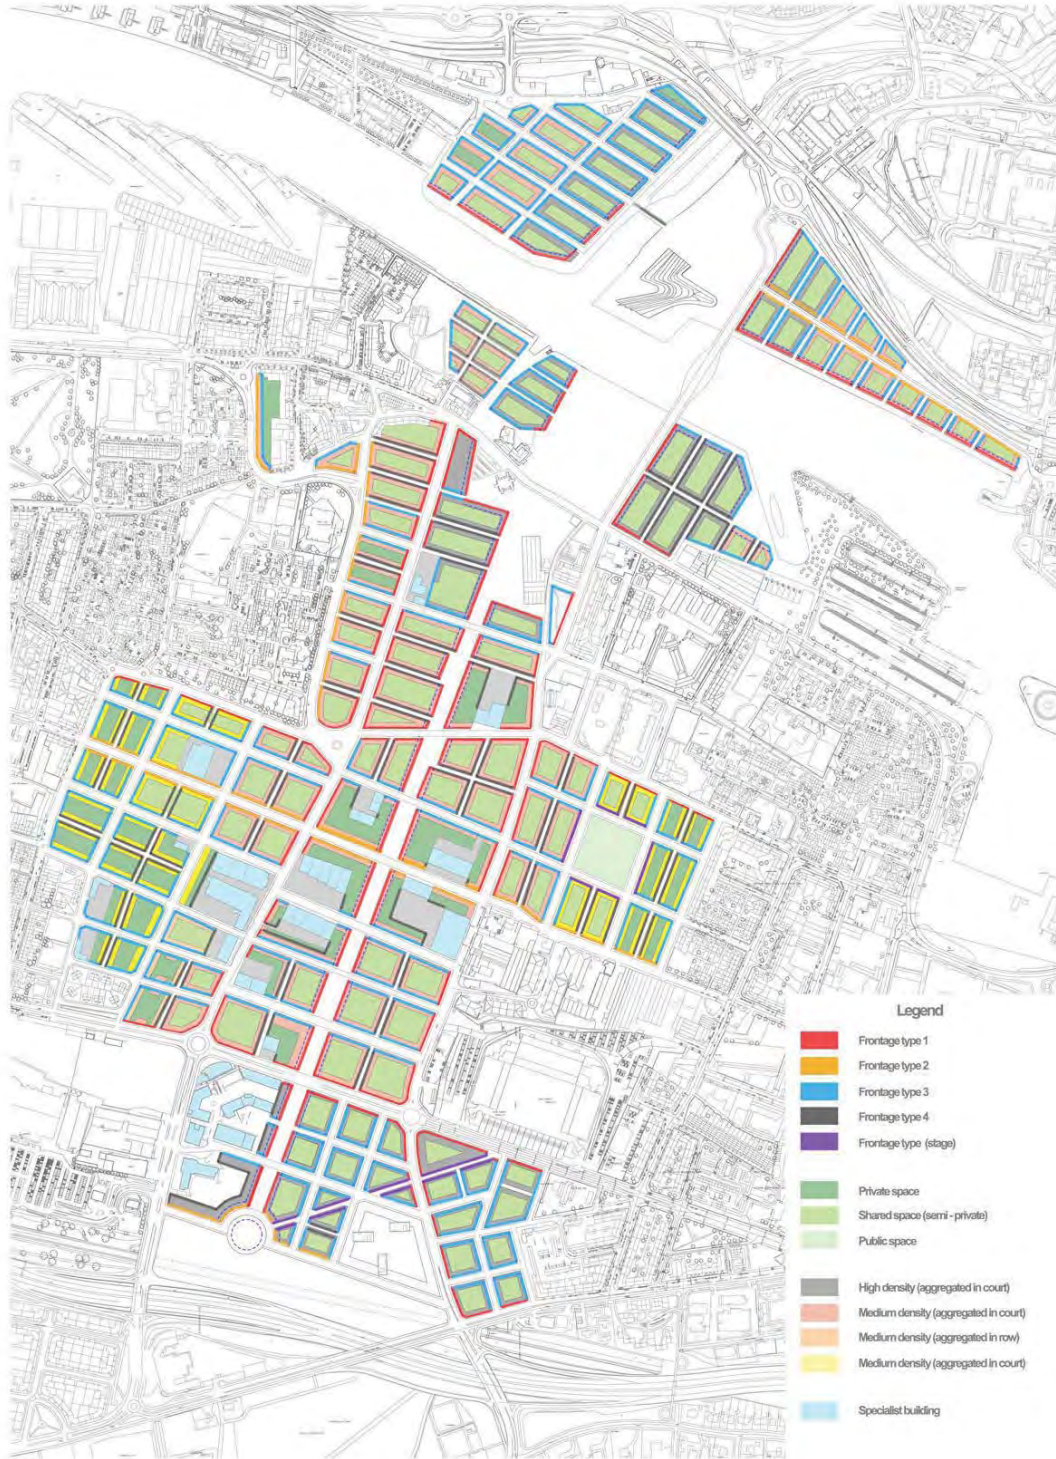 Legend
Frontage type 1
Frontage type 2
Frontage type 3
Frontage type 4
Frontage type (stage)
Private space
Shared space (semi - private)
Public space
High density (aggregated in court)
Medium density (aggregated in court)
Medium density (aggregated in row)
Medium density (aggregated in court)
Specialist building